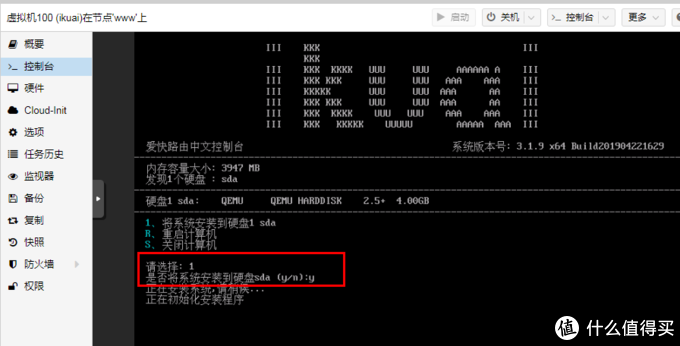 虚拟机100 (ikuai)在节点'www'上
启动
关机
控制台
更多
概要
控制台
硬件
Cloud-Init
选项
任务历史
监视器
备份
复制
快照
防火墙
权限
iKuai
爱快路由中文控制台
系统版本号: 3.1.9 x64 Build201904221629
内存容量大小: 3947 MB
发现1个硬盘 : sda
硬盘1 sda: QEMU QEMU HARDDISK 2.5+ 4.00GB
1、将系统安装到硬盘1 sda
R、重启计算机
S、关闭计算机
请选择: 1
是否将系统安装到硬盘sda (y/n):y
正在安装系统,请稍候...
正在初始化安装程序
值 什么值得买